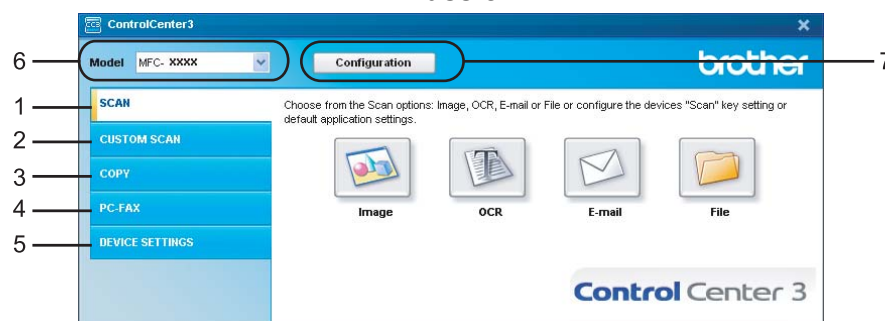 ControlCenter3
6 Model MFC- XXXX Configuration brother 7
1 SCAN
Choose from the Scan options: Image, OCR, E-mail or File or configure the devices "Scan" key setting or
default application settings.
2 CUSTOM SCAN
3 COPY
4 PC-FAX
5 DEVICE SETTINGS
Image OCR E-mail File
Control Center 3